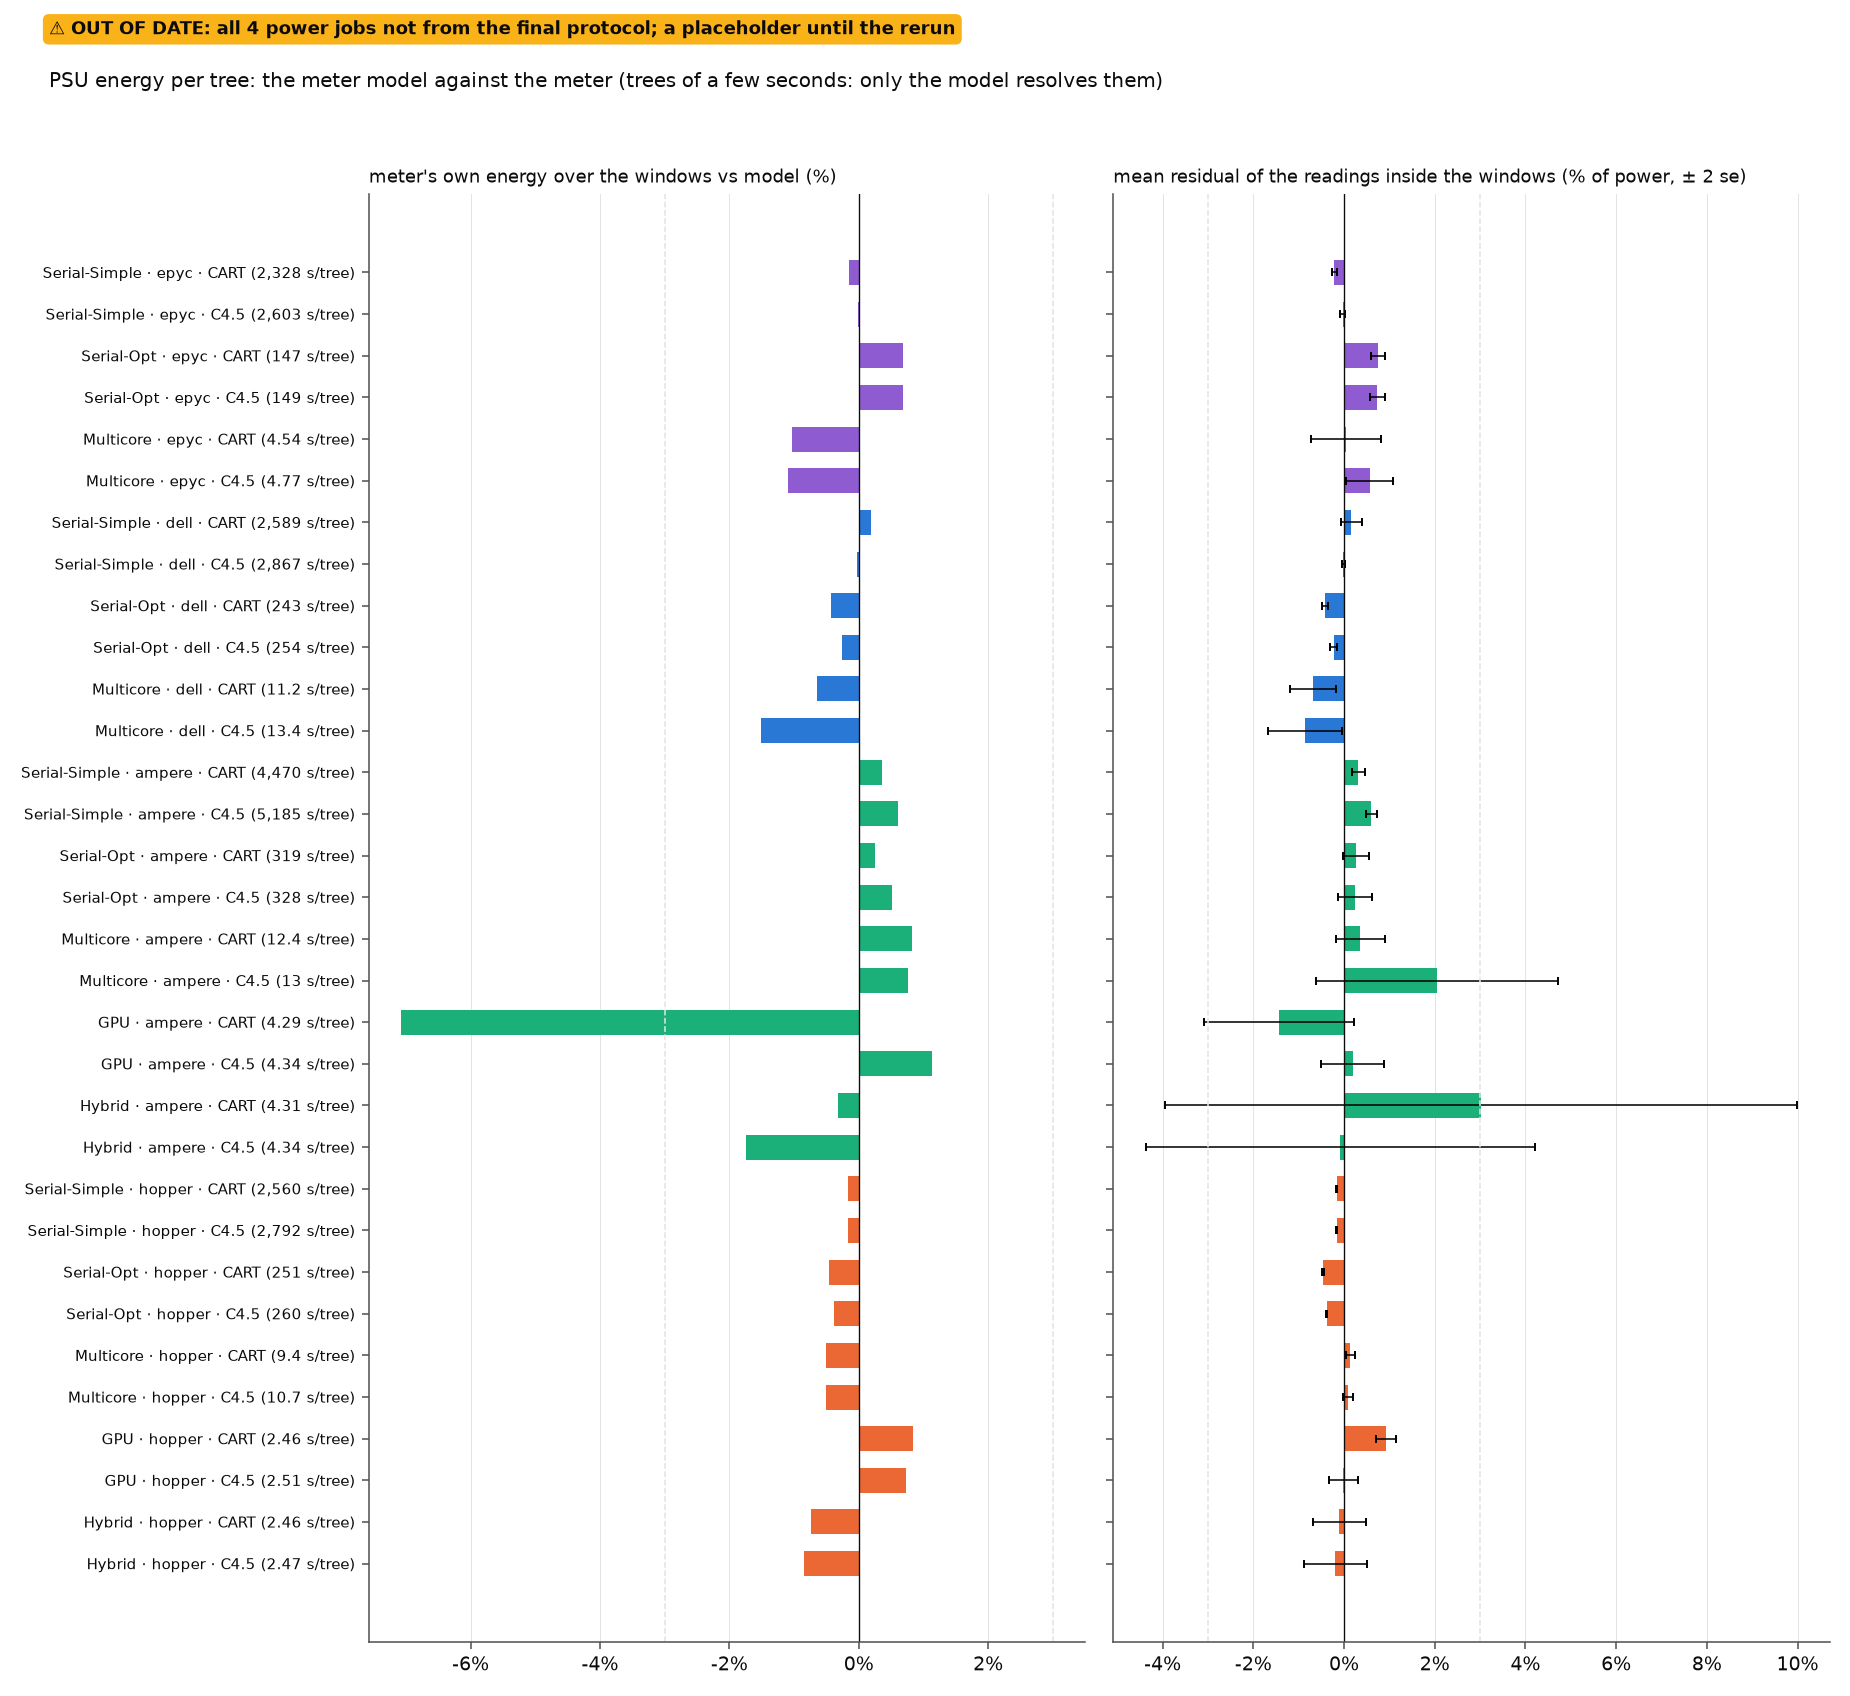 ⚠ OUT OF DATE: all 4 power jobs not from the final protocol; a placeholder until the rerun
PSU energy per tree: the meter model against the meter (trees of a few seconds: only the model resolves them)
meter's own energy over the windows vs model (%)
mean residual of the readings inside the windows (% of power, ± 2 se)
Serial-Simple · epyc · CART (2,328 s/tree)
Serial-Simple · epyc · C4.5 (2,603 s/tree)
Serial-Opt · epyc · CART (147 s/tree)
Serial-Opt · epyc · C4.5 (149 s/tree)
Multicore · epyc · CART (4.54 s/tree)
Multicore · epyc · C4.5 (4.77 s/tree)
Serial-Simple · dell · CART (2,589 s/tree)
Serial-Simple · dell · C4.5 (2,867 s/tree)
Serial-Opt · dell · CART (243 s/tree)
Serial-Opt · dell · C4.5 (254 s/tree)
Multicore · dell · CART (11.2 s/tree)
Multicore · dell · C4.5 (13.4 s/tree)
Serial-Simple · ampere · CART (4,470 s/tree)
Serial-Simple · ampere · C4.5 (5,185 s/tree)
Serial-Opt · ampere · CART (319 s/tree)
Serial-Opt · ampere · C4.5 (328 s/tree)
Multicore · ampere · CART (12.4 s/tree)
Multicore · ampere · C4.5 (13 s/tree)
GPU · ampere · CART (4.29 s/tree)
GPU · ampere · C4.5 (4.34 s/tree)
Hybrid · ampere · CART (4.31 s/tree)
Hybrid · ampere · C4.5 (4.34 s/tree)
Serial-Simple · hopper · CART (2,560 s/tree)
Serial-Simple · hopper · C4.5 (2,792 s/tree)
Serial-Opt · hopper · CART (251 s/tree)
Serial-Opt · hopper · C4.5 (260 s/tree)
Multicore · hopper · CART (9.4 s/tree)
Multicore · hopper · C4.5 (10.7 s/tree)
GPU · hopper · CART (2.46 s/tree)
GPU · hopper · C4.5 (2.51 s/tree)
Hybrid · hopper · CART (2.46 s/tree)
Hybrid · hopper · C4.5 (2.47 s/tree)
-6% -4% -2% 0% 2%
-4% -2% 0% 2% 4% 6% 8% 10%